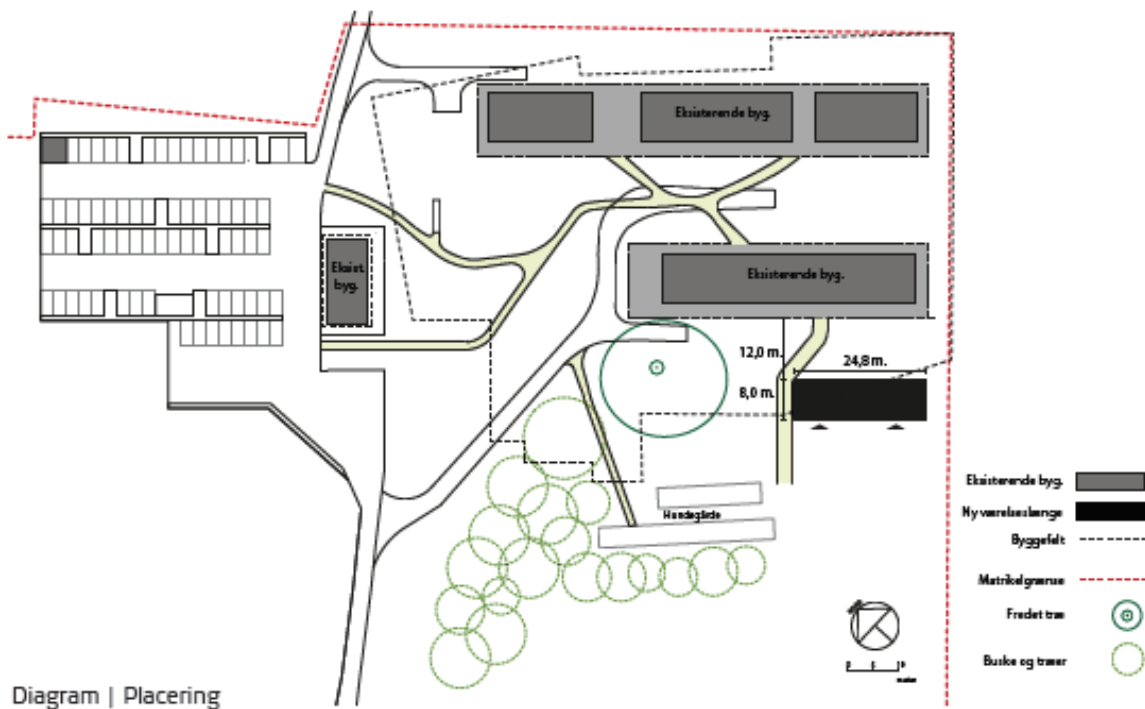 Eksisterende byg.
Eksist.
byg.
Eksisterende byg.
12,0 m.
24,8 m.
8,0 m.
Hundegårde
Eksisterende byg.
Ny værelseslænge
Byggefelt
Matrikelgrænse
Fredet træ
Buske og træer
Diagram | Placering